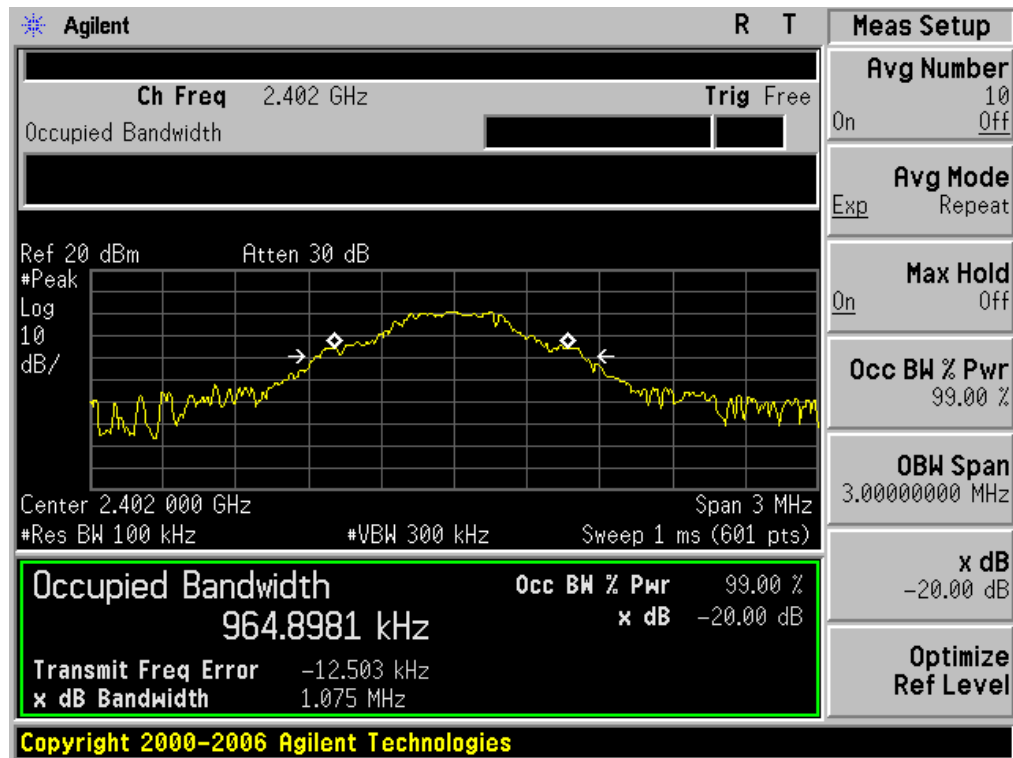 Agilent R T
Ch Freq 2.402 GHz Trig Free
Occupied Bandwidth
Ref 20 dBm Atten 30 dB
#Peak
Log
10
dB/
Center 2.402 000 GHz Span 3 MHz
#Res BW 100 kHz #VBW 300 kHz Sweep 1 ms (601 pts)
Occupied Bandwidth
964.8981 kHz
Occ BW % Pwr 99.00 %
x dB -20.00 dB
Transmit Freq Error -12.503 kHz
x dB Bandwidth 1.075 MHz
Copyright 2000-2006 Agilent Technologies
Meas Setup
Avg Number
10
On Off
Avg Mode
Exp Repeat
Max Hold
On Off
Occ BW % Pwr
99.00 %
OBW Span
3.00000000 MHz
x dB
-20.00 dB
Optimize
Ref Level